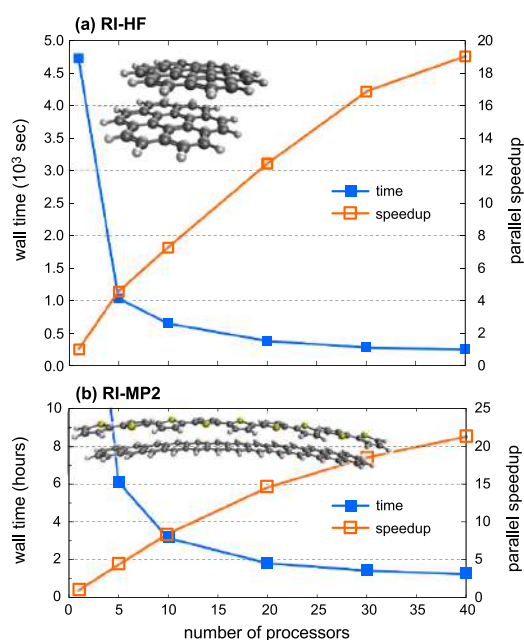 (a) RI-HF
5.0
4.5
4.0
3.5
3.0
2.5
2.0
1.5
1.0
0.5
0.0
wall time (10³ sec)
time
speedup
20
18
16
14
12
10
8
6
4
2
0
parallel speedup
(b) RI-MP2
10
8
6
4
2
0
wall time (hours)
time
speedup
25
20
15
10
5
0
parallel speedup
0 5 10 15 20 25 30 35 40
number of processors